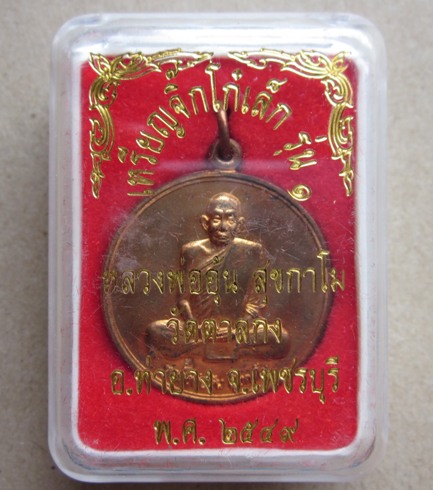 เหรียญจิ๊กโก๋เล็ก รุ่น ๑
หลวงพ่ออุ้น สุขกาโม
วัดตาลกง
อ.ท่ายาง จ.เพชรบุรี
พ.ศ. ๒๕๔๙